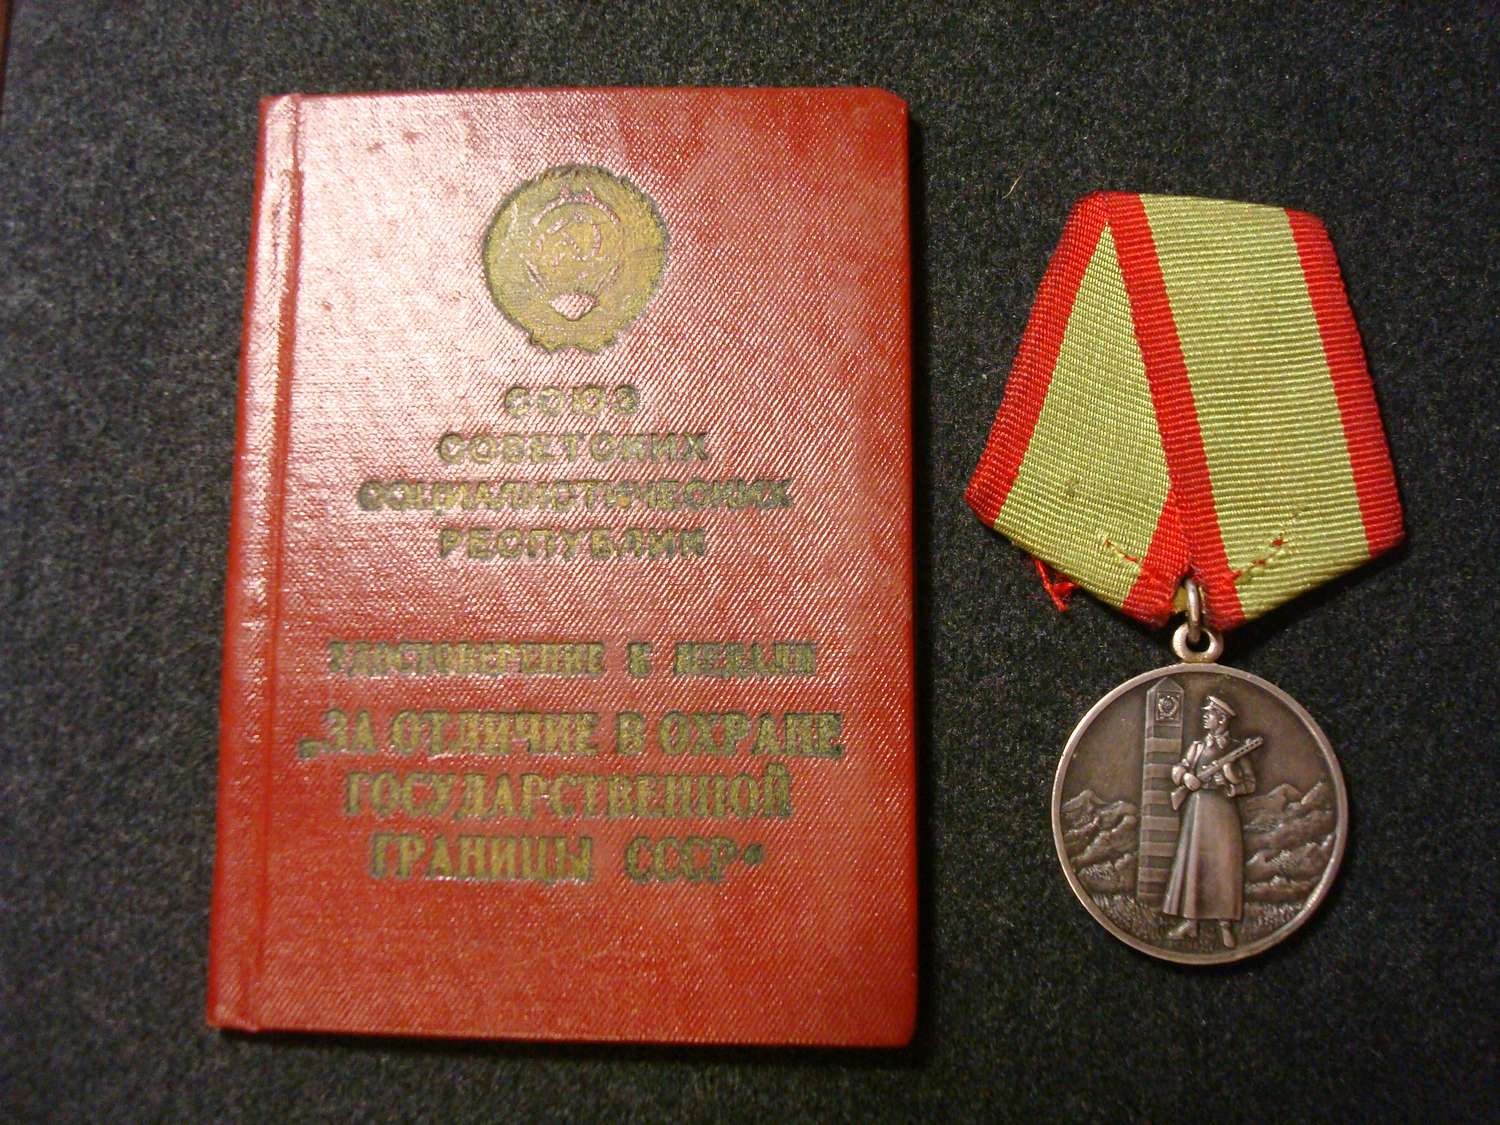 СОЮЗ
СОВЕТСКИХ
СОЦИАЛИСТИЧЕСКИХ
РЕСПУБЛИК
УДОСТОВЕРЕНИЕ К МЕДАЛИ
„ЗА ОТЛИЧИЕ В ОХРАНЕ
ГОСУДАРСТВЕННОЙ
ГРАНИЦЫ СССР“